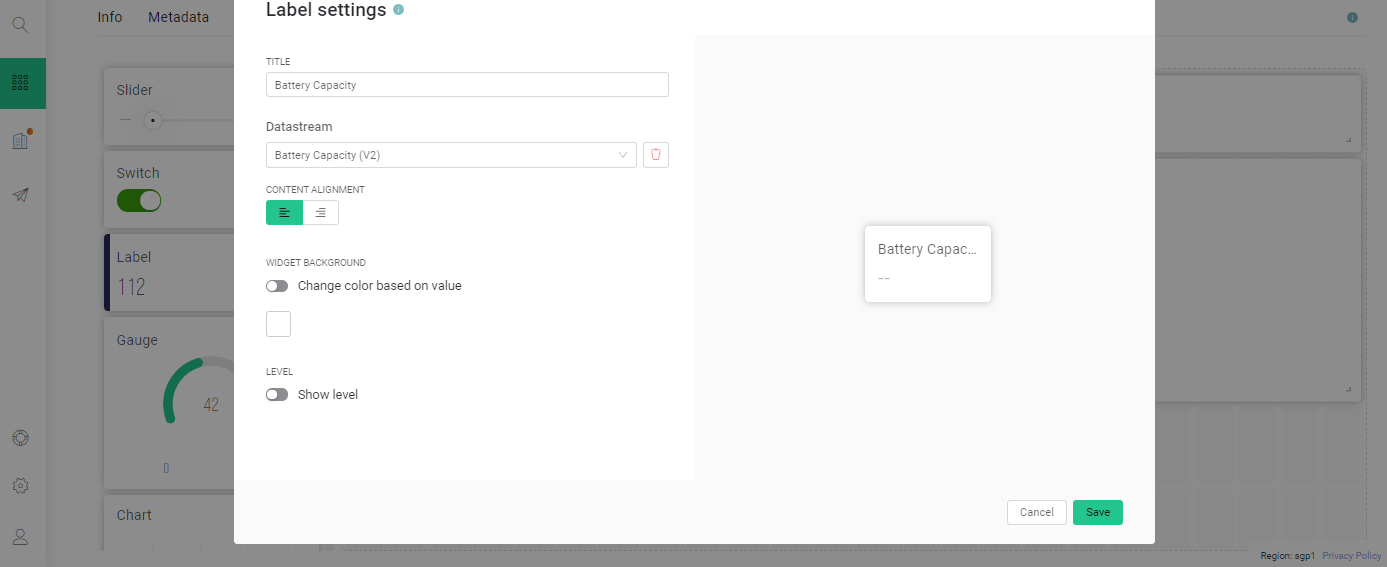 Info Metadata
Label settings
Slider
Switch
Label
112
Gauge
42
0
Chart
TITLE
Battery Capacity
Datastream
Battery Capacity (V2)
CONTENT ALIGNMENT
WIDGET BACKGROUND
Change color based on value
LEVEL
Show level
Battery Capac...
--
Cancel Save
Region: sgp1 Privacy Policy